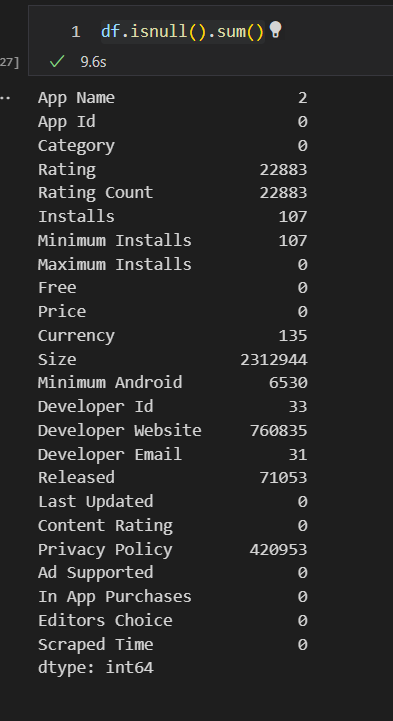 1 df.isnull().sum()
27] 9.6s
App Name 2
App Id 0
Category 0
Rating 22883
Rating Count 22883
Installs 107
Minimum Installs 107
Maximum Installs 0
Free 0
Price 0
Currency 135
Size 2312944
Minimum Android 6530
Developer Id 33
Developer Website 760835
Developer Email 31
Released 71053
Last Updated 0
Content Rating 0
Privacy Policy 420953
Ad Supported 0
In App Purchases 0
Editors Choice 0
Scraped Time 0
dtype: int64